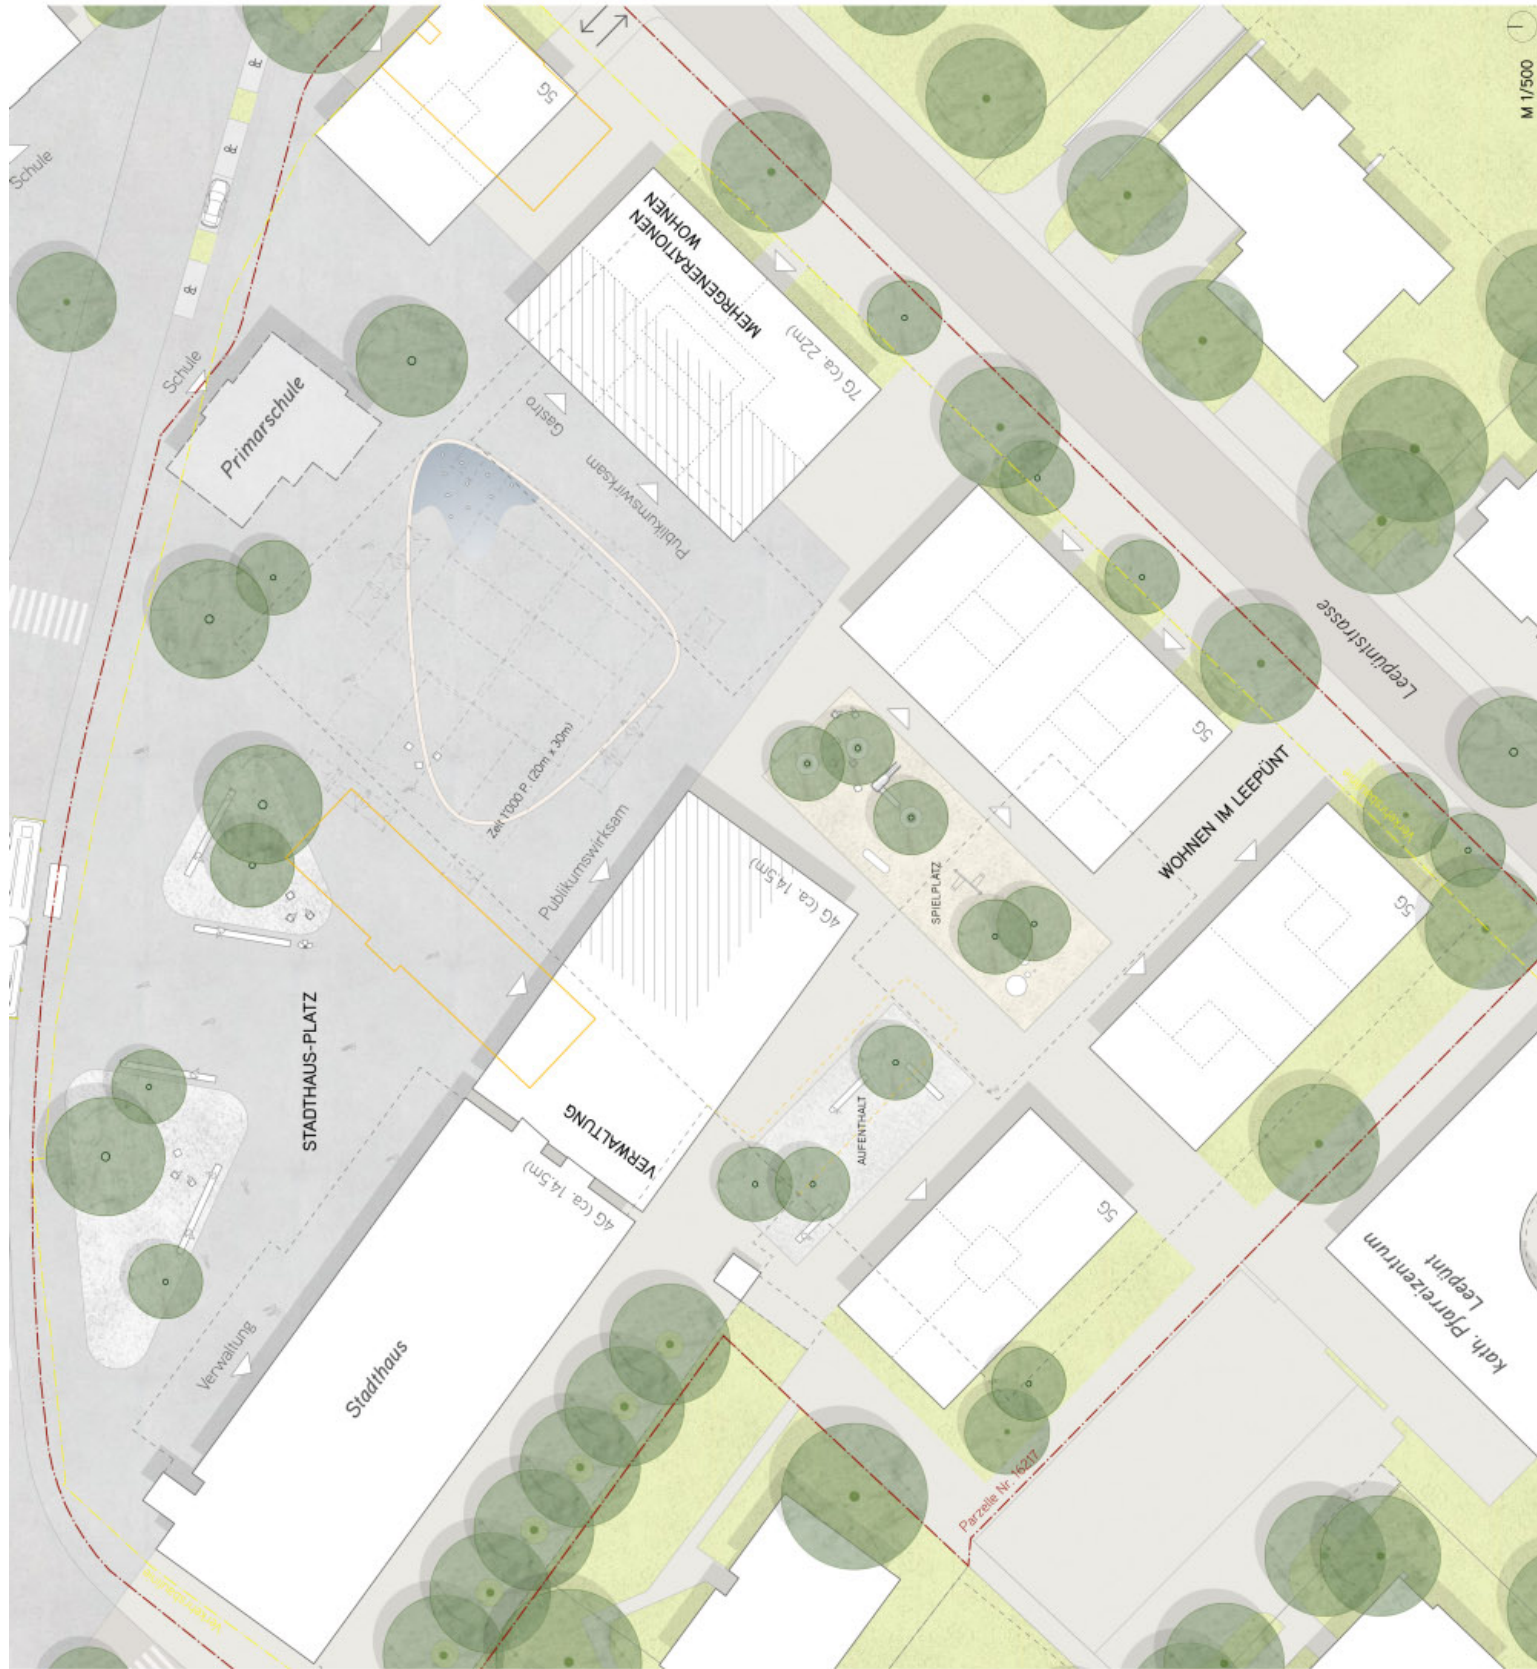 M 1/500
5G
Schule
MEHRGENERATIONEN
WOHNEN
7G (ca. 22m)
Schule
Primarschule
Gastro
Publikumswirksam
Leepüntstrasse
5G
Zelt 1'000 P. (20m x 30m)
WOHNEN IM LEEPÜNT
Publikumswirksam
4G (ca. 14.5m)
SPIELPLATZ
5G
STADTHAUS-PLATZ
VERWALTUNG
4G (ca. 14.5m)
AUFENTHALT
5G
kath. Pfarreizentrum
Leepünt
Verwaltung
Stadthaus
Parzelle Nr. 16217